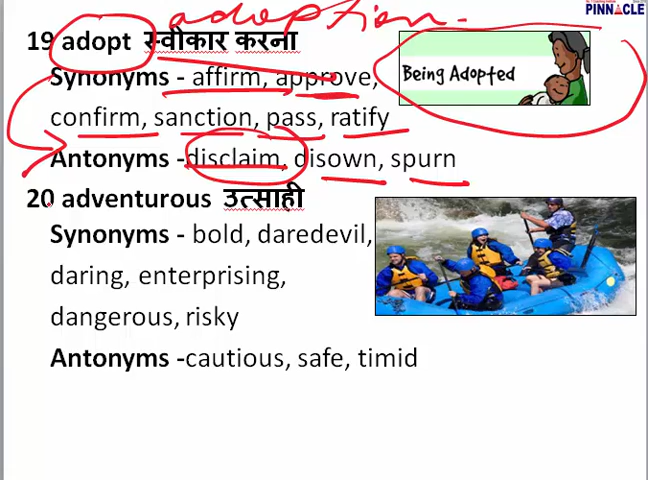 adoption.
PINNACLE
19 adopt स्वीकार करना
Synonyms - affirm, approve,
Being Adopted
confirm, sanction, pass, ratify
Antonyms -disclaim, disown, spurn
20 adventurous उत्साही
Synonyms - bold, daredevil,
daring, enterprising,
dangerous, risky
Antonyms -cautious, safe, timid